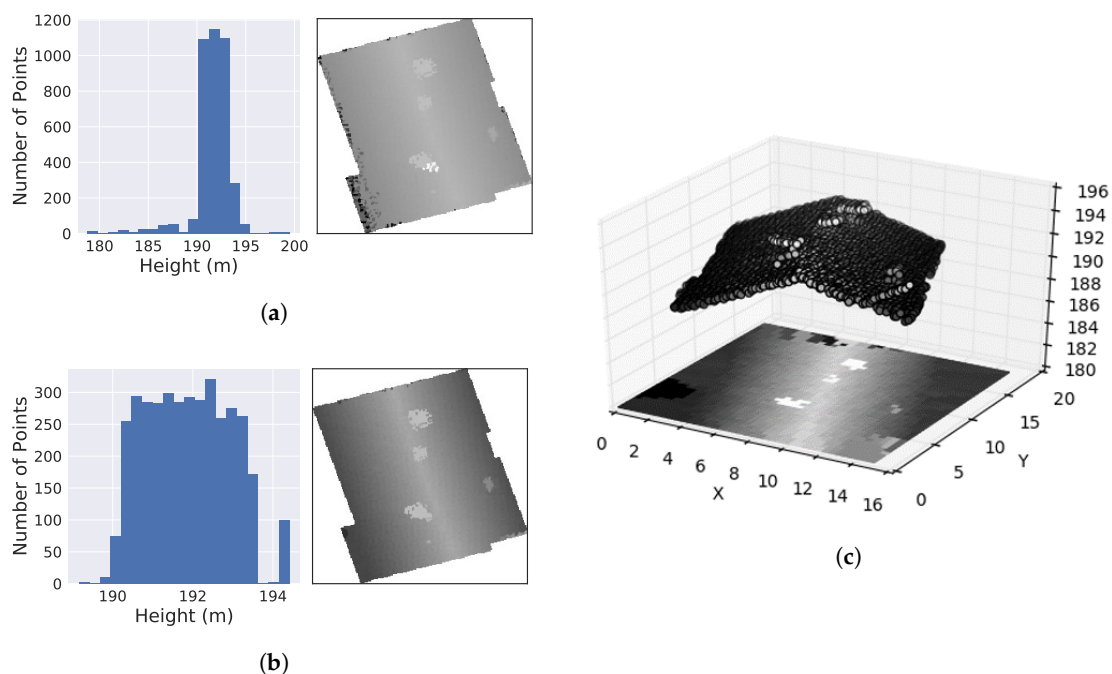 1200
1000
800
600
400
200
0
Number of Points
180 185 190 195 200
Height (m)
(a)
300
250
200
150
100
50
0
Number of Points
190 192 194
Height (m)
(b)
196
194
192
190
188
186
184
182
180
0 2 4 6 8 10 12 14 16
X
0 5 10 15 20
Y
(c)